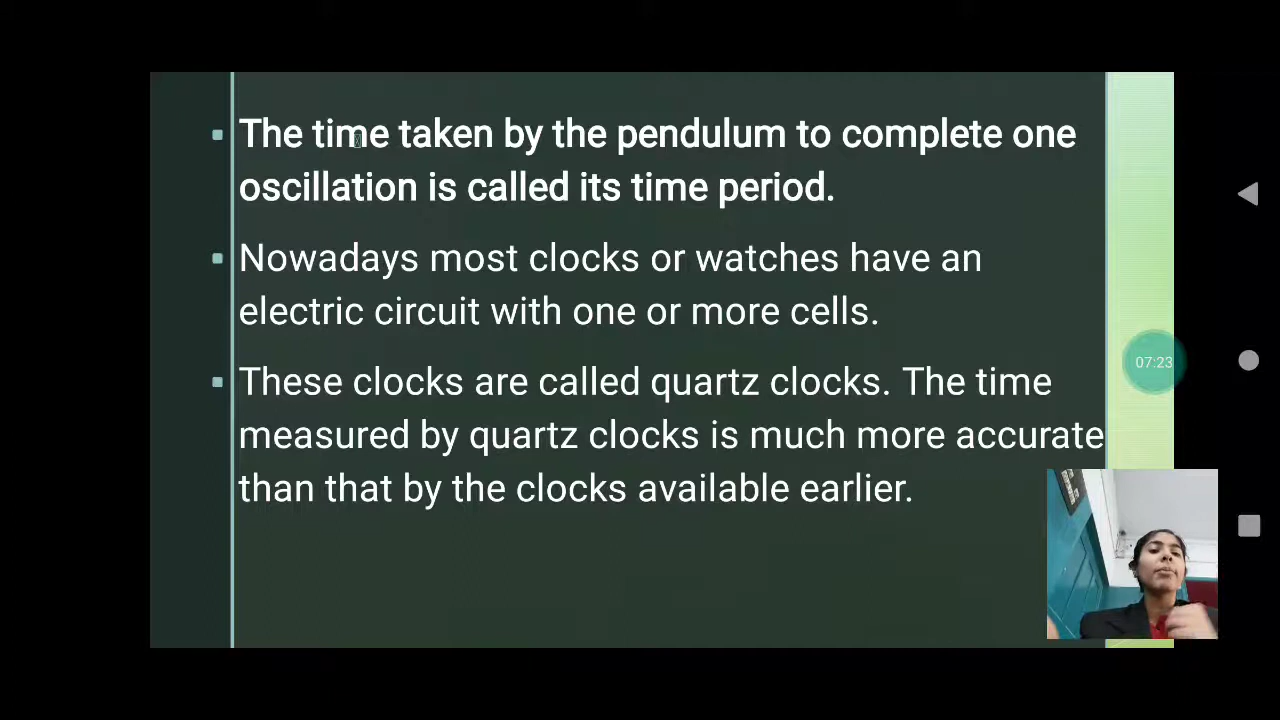 The time taken by the pendulum to complete one
oscillation is called its time period.
Nowadays most clocks or watches have an
electric circuit with one or more cells.
These clocks are called quartz clocks. The time
measured by quartz clocks is much more accurate
than that by the clocks available earlier.
07:23